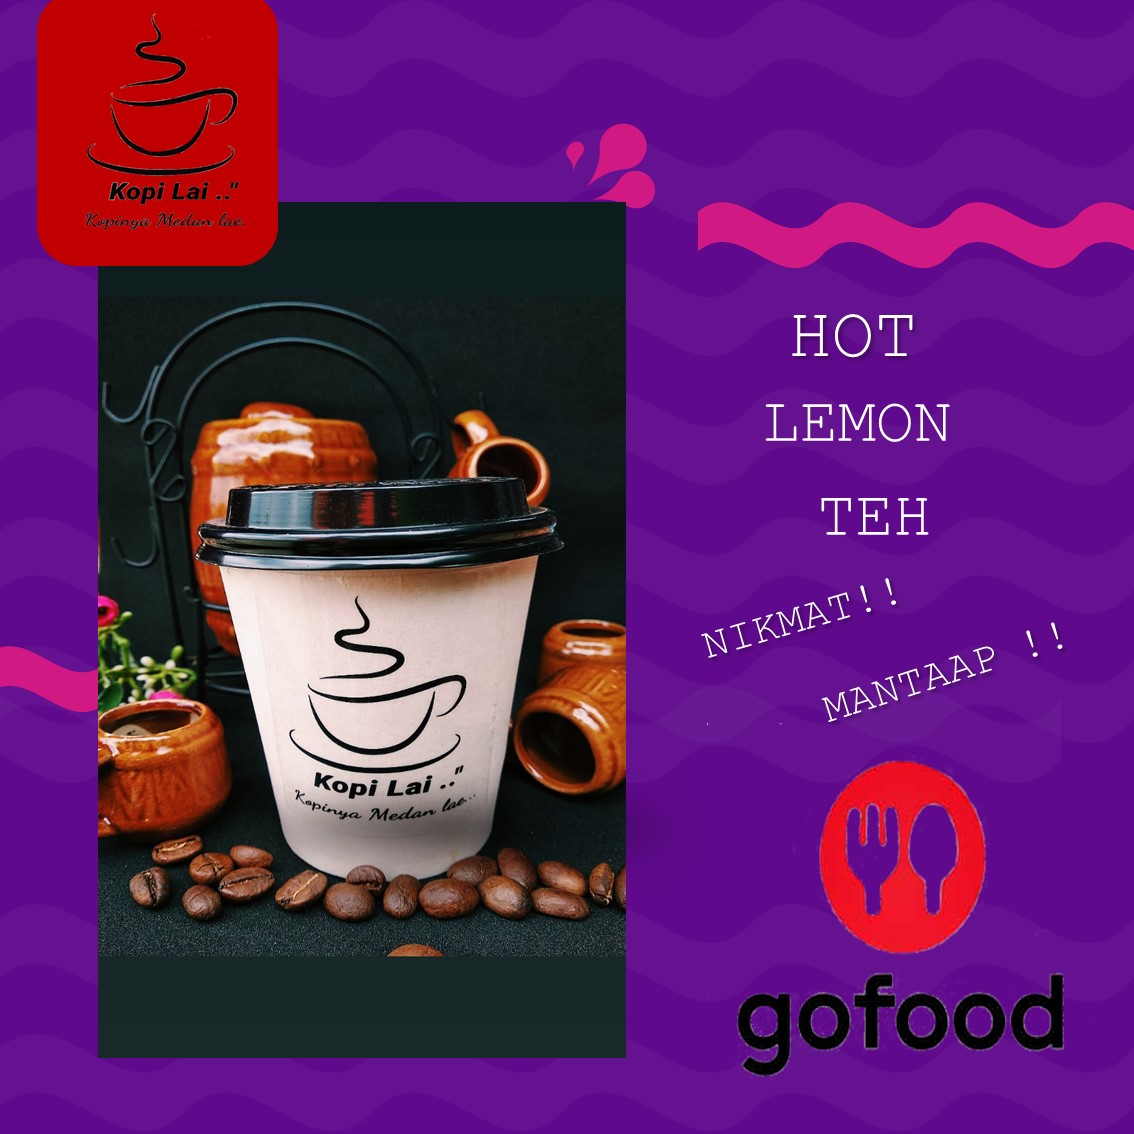 Kopi Lai .."
Kopinya Medan lae..
HOT
LEMON
TEH
NIKMAT!!
MANTAAP !!
Kopi Lai .."
Kopinya Medan lae...
gofood